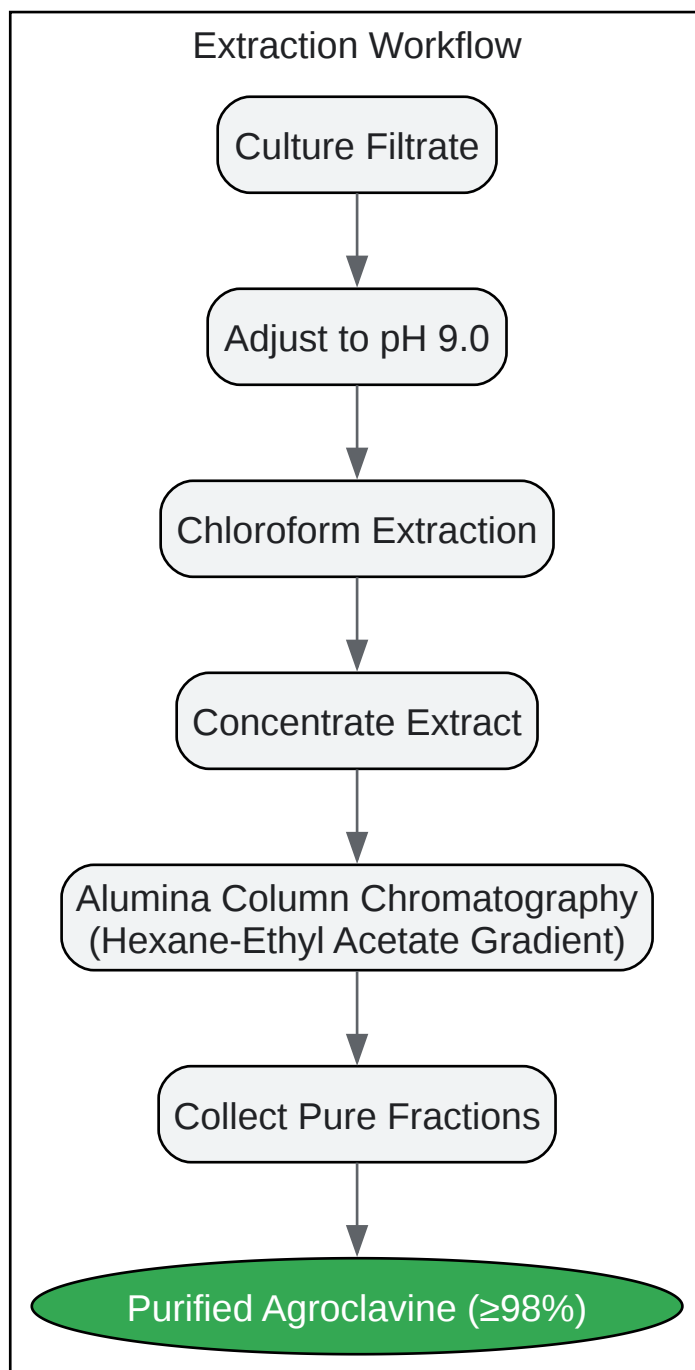 Extraction Workflow
Culture Filtrate
Adjust to pH 9.0
Chloroform Extraction
Concentrate Extract
Alumina Column Chromatography
(Hexane-Ethyl Acetate Gradient)
Collect Pure Fractions
Purified Agroclavine (≥98%)